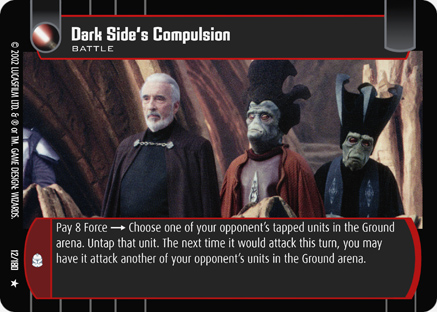 Dark Side's Compulsion
BATTLE
© 2002 LUCASFILM LTD. & ® or TM. GAME DESIGN: WIZARDS
Pay 8 Force → Choose one of your opponent's tapped units in the Ground
arena. Untap that unit. The next time it would attack this turn, you may
have it attack another of your opponent's units in the Ground arena.
12/180